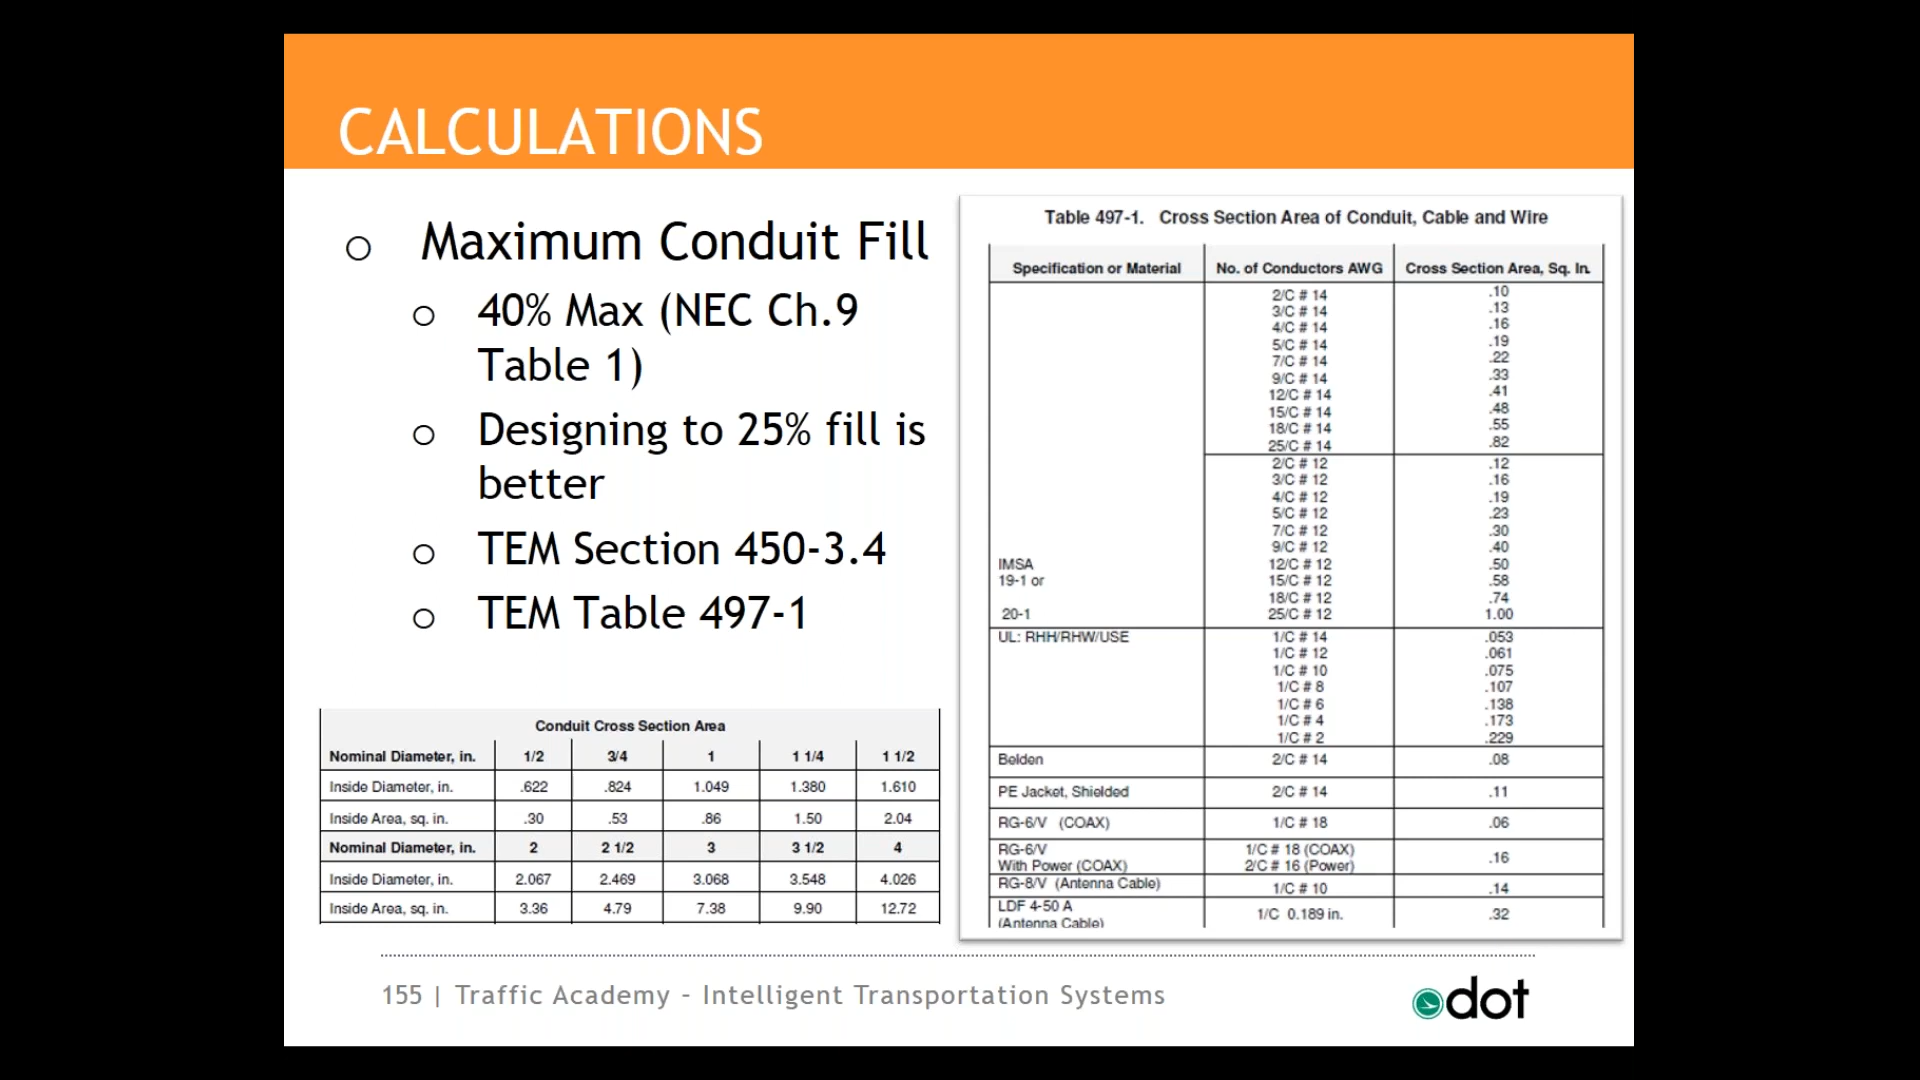 CALCULATIONS
o Maximum Conduit Fill
o 40% Max (NEC Ch.9
Table 1)
o Designing to 25% fill is
better
o TEM Section 450-3.4
o TEM Table 497-1
Conduit Cross Section Area
Nominal Diameter, in. 1/2 3/4 1 1 1/4 1 1/2
Inside Diameter, in. .622 .824 1.049 1.380 1.610
Inside Area, sq. in. .30 .53 .86 1.50 2.04
Nominal Diameter, in. 2 2 1/2 3 3 1/2 4
Inside Diameter, in. 2.067 2.469 3.068 3.548 4.026
Inside Area, sq. in. 3.36 4.79 7.38 9.90 12.72
Table 497-1. Cross Section Area of Conduit, Cable and Wire
Specification or Material No. of Conductors AWG Cross Section Area, Sq. In.
2/C # 14 .10
3/C # 14 .13
4/C # 14 .16
5/C # 14 .19
7/C # 14 .22
9/C # 14 .33
12/C # 14 .41
15/C # 14 .48
18/C # 14 .55
25/C # 14 .82
2/C # 12 .12
3/C # 12 .16
4/C # 12 .19
5/C # 12 .23
7/C # 12 .30
9/C # 12 .40
IMSA 12/C # 12 .50
19-1 or 15/C # 12 .58
18/C # 12 .74
20-1 25/C # 12 1.00
UL: RHH/RHW/USE 1/C # 14 .053
1/C # 12 .061
1/C # 10 .075
1/C # 8 .107
1/C # 6 .138
1/C # 4 .173
1/C # 2 .229
Belden 2/C # 14 .08
PE Jacket, Shielded 2/C # 14 .11
RG-6/V (COAX) 1/C # 18 .06
RG-6/V 1/C # 18 (COAX)
With Power (COAX) 2/C # 16 (Power) .16
RG-8/V (Antenna Cable) 1/C # 10 .14
LDF 4-50 A 1/C 0.189 in. .32
(Antenna Cable)
155 | Traffic Academy – Intelligent Transportation Systems
dot